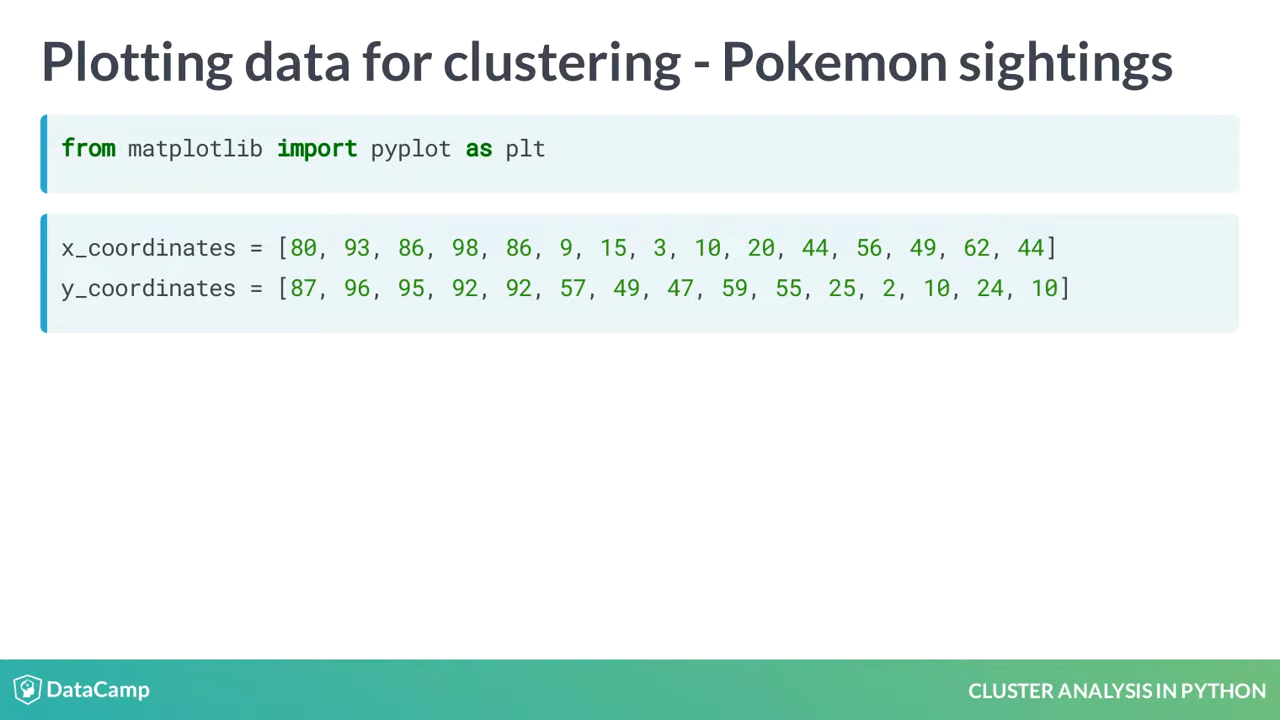 Plotting data for clustering - Pokemon sightings
from matplotlib import pyplot as plt
x_coordinates = [80, 93, 86, 98, 86, 9, 15, 3, 10, 20, 44, 56, 49, 62, 44]
y_coordinates = [87, 96, 95, 92, 92, 57, 49, 47, 59, 55, 25, 2, 10, 24, 10]
DataCamp
CLUSTER ANALYSIS IN PYTHON